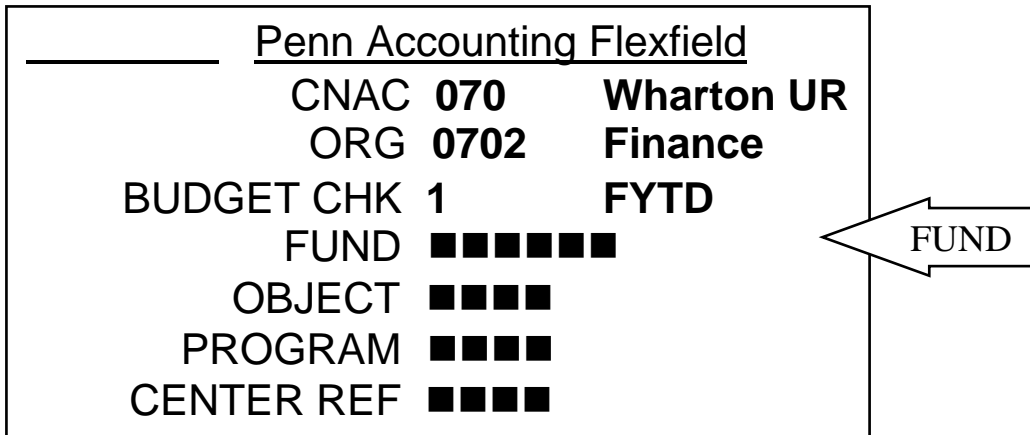 Penn Accounting Flexfield
CNAC 070 Wharton UR
ORG 0702 Finance
BUDGET CHK 1 FYTD
FUND ■■■■■■
FUND
OBJECT ■■■■
PROGRAM ■■■■
CENTER REF ■■■■